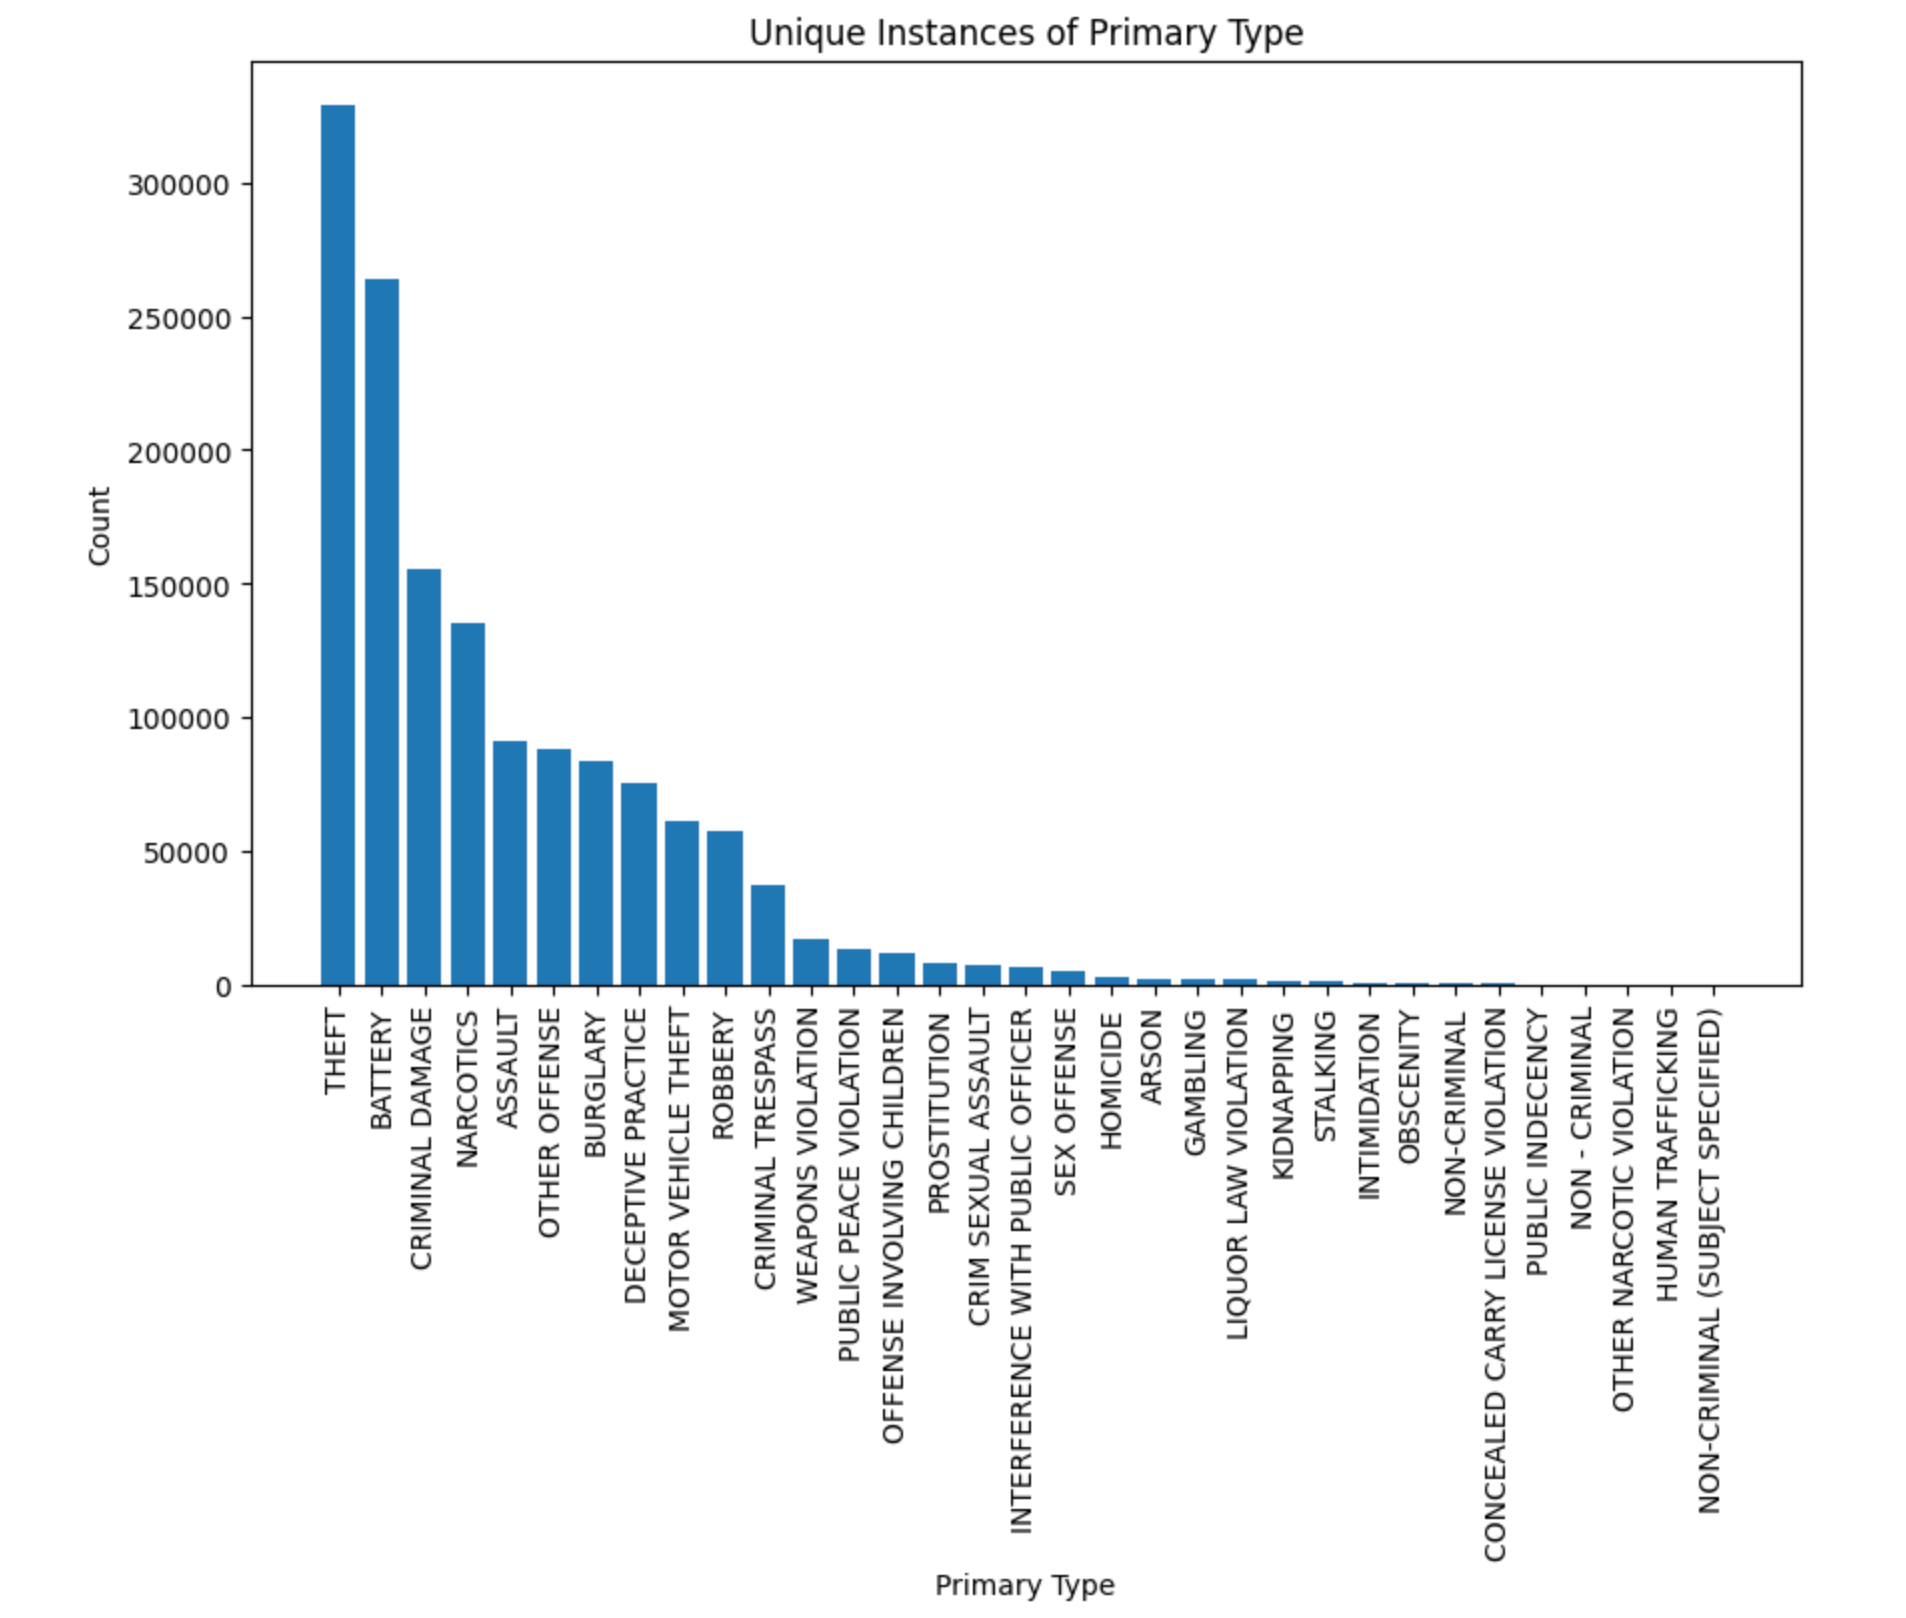 Unique Instances of Primary Type
Count
300000
250000
200000
150000
100000
50000
0
THEFT
BATTERY
CRIMINAL DAMAGE
NARCOTICS
ASSAULT
OTHER OFFENSE
BURGLARY
DECEPTIVE PRACTICE
MOTOR VEHICLE THEFT
ROBBERY
CRIMINAL TRESPASS
WEAPONS VIOLATION
PUBLIC PEACE VIOLATION
OFFENSE INVOLVING CHILDREN
PROSTITUTION
CRIM SEXUAL ASSAULT
INTERFERENCE WITH PUBLIC OFFICER
SEX OFFENSE
HOMICIDE
ARSON
GAMBLING
LIQUOR LAW VIOLATION
KIDNAPPING
STALKING
INTIMIDATION
OBSCENITY
NON-CRIMINAL
CONCEALED CARRY LICENSE VIOLATION
PUBLIC INDECENCY
NON - CRIMINAL
OTHER NARCOTIC VIOLATION
HUMAN TRAFFICKING
NON-CRIMINAL (SUBJECT SPECIFIED)
Primary Type